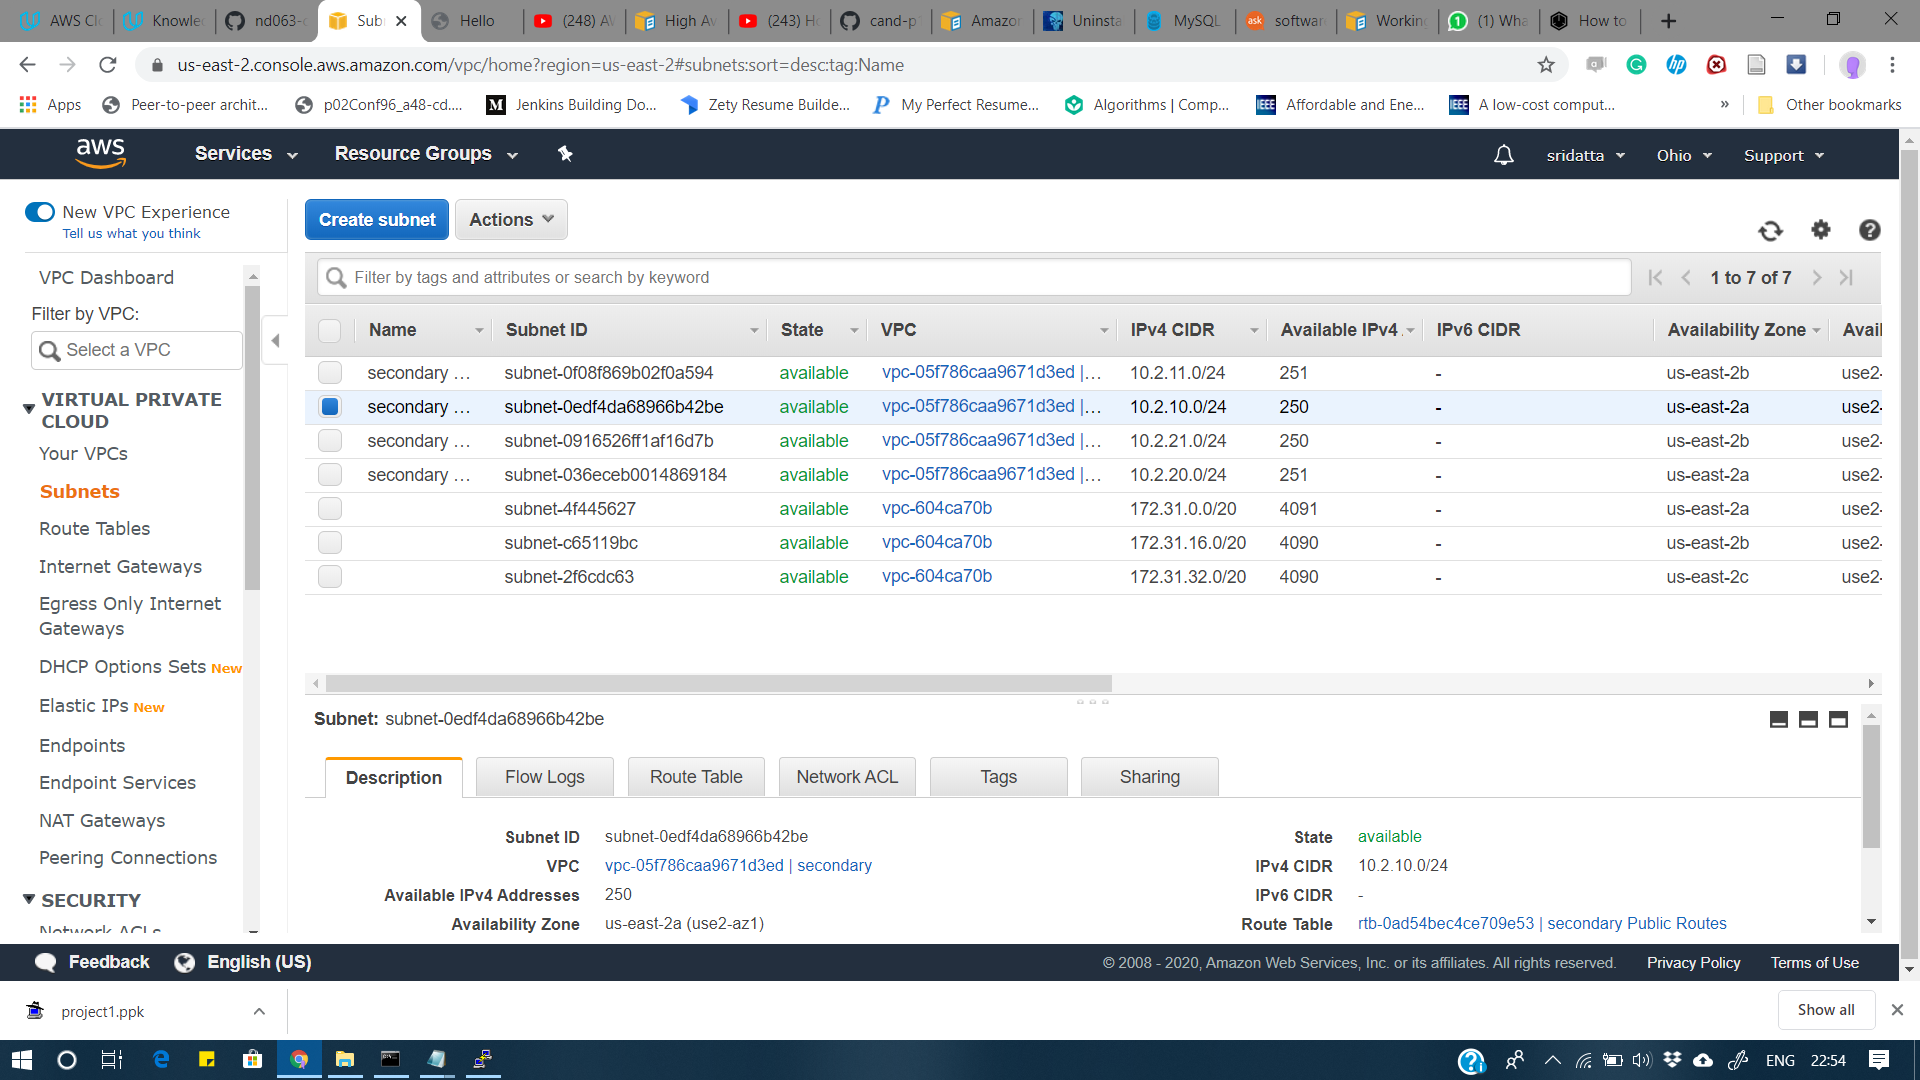 AWS Cl
Knowle
nd063-c
Sub
Hello
(248) A
High Av
(243) H
cand-p
Amazon
Uninsta
MySQL
softwar
Working
(1) Wha
How to
us-east-2.console.aws.amazon.com/vpc/home?region=us-east-2#subnets:sort=desc:tag:Name
Apps
Peer-to-peer archit...
p02Conf96_a48-cd....
Jenkins Building Do...
Zety Resume Builde...
My Perfect Resume...
Algorithms | Comp...
Affordable and Ene...
A low-cost comput...
»
Other bookmarks
aws
Services
Resource Groups
sridatta
Ohio
Support
New VPC Experience
Tell us what you think
VPC Dashboard
Filter by VPC:
Select a VPC
VIRTUAL PRIVATE
CLOUD
Your VPCs
Subnets
Route Tables
Internet Gateways
Egress Only Internet
Gateways
DHCP Options Sets New
Elastic IPs New
Endpoints
Endpoint Services
NAT Gateways
Peering Connections
SECURITY
Network ACLs
Create subnet
Actions
Filter by tags and attributes or search by keyword
1 to 7 of 7
Name Subnet ID State VPC IPv4 CIDR Available IPv4 . IPv6 CIDR Availability Zone Avail
secondary ... subnet-0f08f869b02f0a594 available vpc-05f786caa9671d3ed |... 10.2.11.0/24 251 - us-east-2b use2-
secondary ... subnet-0edf4da68966b42be available vpc-05f786caa9671d3ed |... 10.2.10.0/24 250 - us-east-2a use2-
secondary ... subnet-0916526ff1af16d7b available vpc-05f786caa9671d3ed |... 10.2.21.0/24 250 - us-east-2b use2-
secondary ... subnet-036eceb0014869184 available vpc-05f786caa9671d3ed |... 10.2.20.0/24 251 - us-east-2a use2-
subnet-4f445627 available vpc-604ca70b 172.31.0.0/20 4091 - us-east-2a use2-
subnet-c65119bc available vpc-604ca70b 172.31.16.0/20 4090 - us-east-2b use2-
subnet-2f6cdc63 available vpc-604ca70b 172.31.32.0/20 4090 - us-east-2c use2-
Subnet: subnet-0edf4da68966b42be
Description
Flow Logs
Route Table
Network ACL
Tags
Sharing
Subnet ID subnet-0edf4da68966b42be
State available
VPC vpc-05f786caa9671d3ed | secondary
IPv4 CIDR 10.2.10.0/24
Available IPv4 Addresses 250
IPv6 CIDR -
Availability Zone us-east-2a (use2-az1)
Route Table rtb-0ad54bec4ce709e53 | secondary Public Routes
Feedback
English (US)
© 2008 - 2020, Amazon Web Services, Inc. or its affiliates. All rights reserved.
Privacy Policy
Terms of Use
project1.ppk
Show all
ENG
22:54